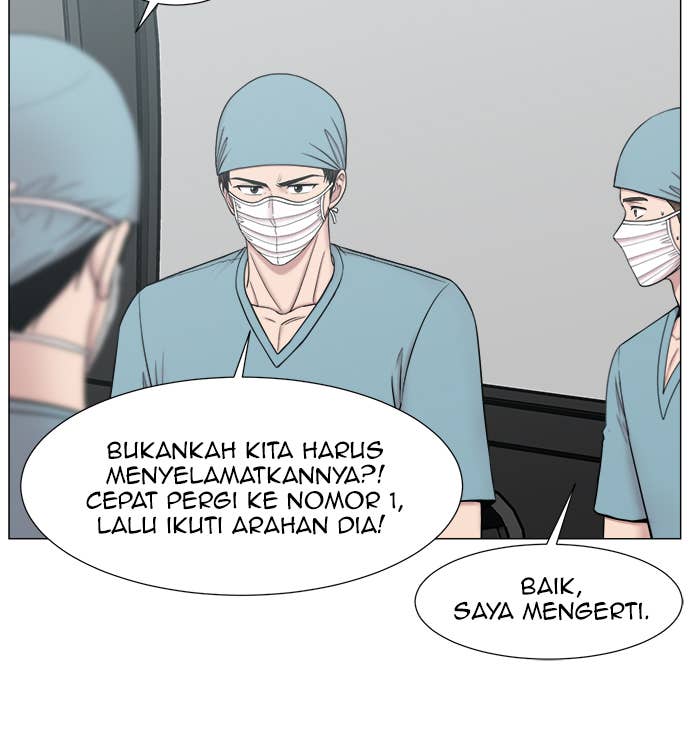 BUKANKAH KITA HARUS
MENYELAMATKANNYA?!
CEPAT PERGI KE NOMOR 1,
LALU IKUTI ARAHAN DIA!
BAIK,
SAYA MENGERTI.